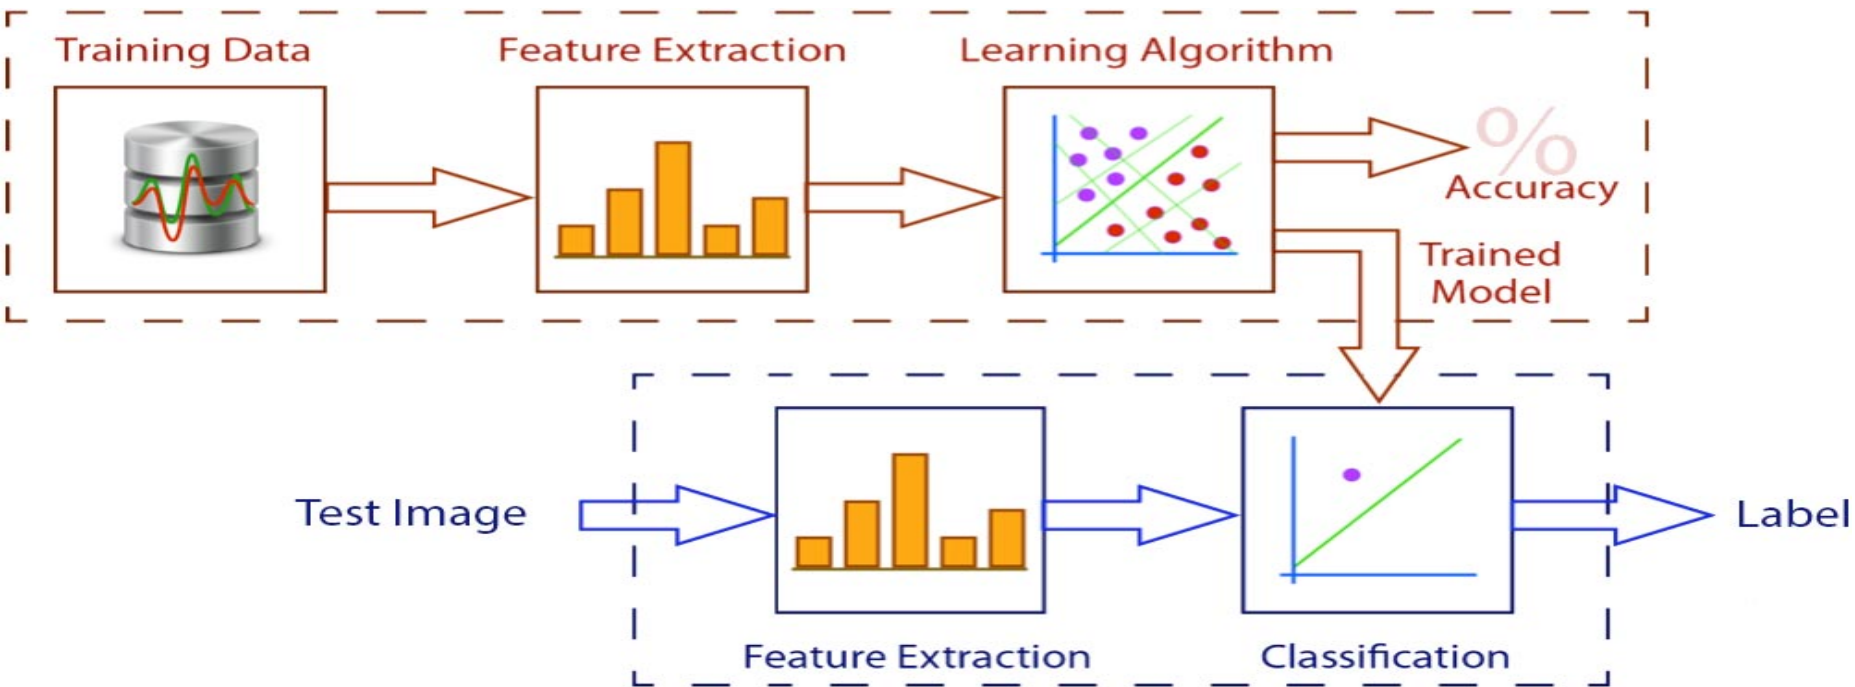 Training Data
Feature Extraction
Learning Algorithm
%
Accuracy
Trained
Model
Test Image
Label
Feature Extraction
Classification